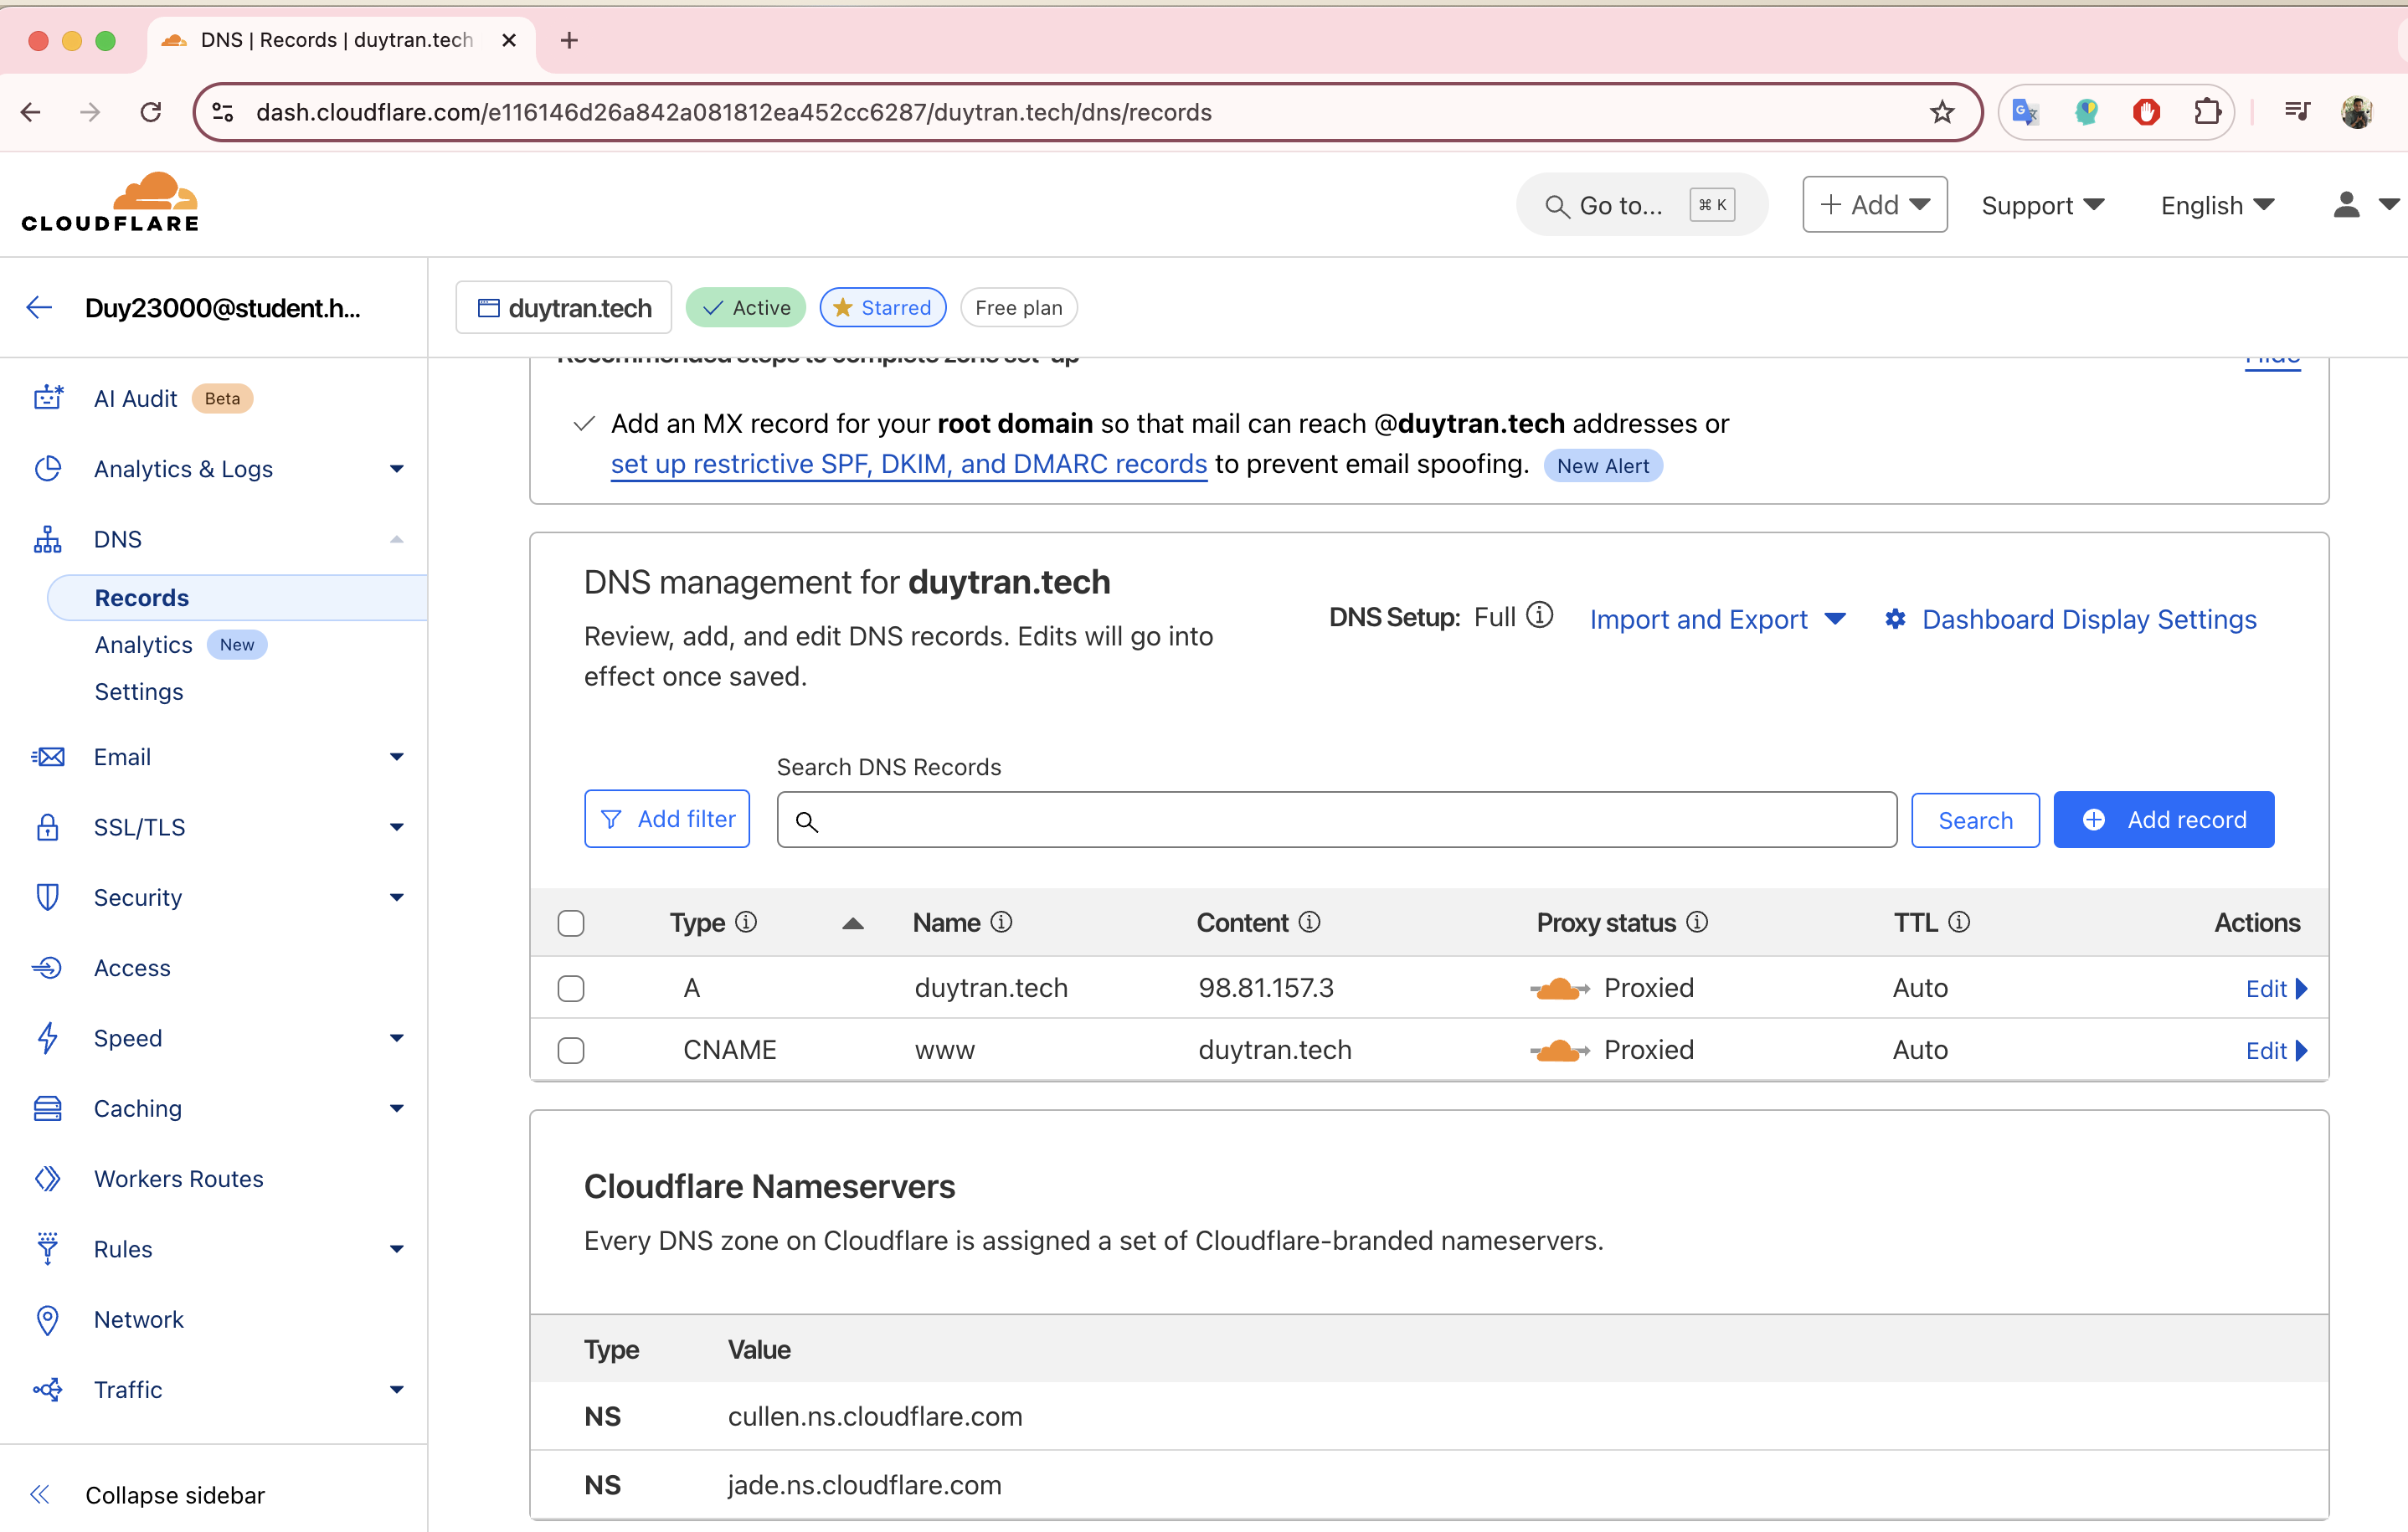 DNS | Records | duytran.tech
dash.cloudflare.com/e116146d26a842a081812ea452cc6287/duytran.tech/dns/records
CLOUDFLARE
Go to... ⌘ K
+ Add
Support
English
Duy23000@student.h...
duytran.tech
Active
Starred
Free plan
AI Audit Beta
Analytics & Logs
DNS
Records
Analytics New
Settings
Email
SSL/TLS
Security
Access
Speed
Caching
Workers Routes
Rules
Network
Traffic
Collapse sidebar
Recommended steps to complete zone set-up
Hide
Add an MX record for your root domain so that mail can reach @duytran.tech addresses or
set up restrictive SPF, DKIM, and DMARC records to prevent email spoofing. New Alert
DNS management for duytran.tech
Review, add, and edit DNS records. Edits will go into
effect once saved.
DNS Setup: Full
Import and Export
Dashboard Display Settings
Search DNS Records
Add filter
Search
Add record
Type Name Content Proxy status TTL Actions
A duytran.tech 98.81.157.3 Proxied Auto Edit
CNAME www duytran.tech Proxied Auto Edit
Cloudflare Nameservers
Every DNS zone on Cloudflare is assigned a set of Cloudflare-branded nameservers.
Type Value
NS cullen.ns.cloudflare.com
NS jade.ns.cloudflare.com